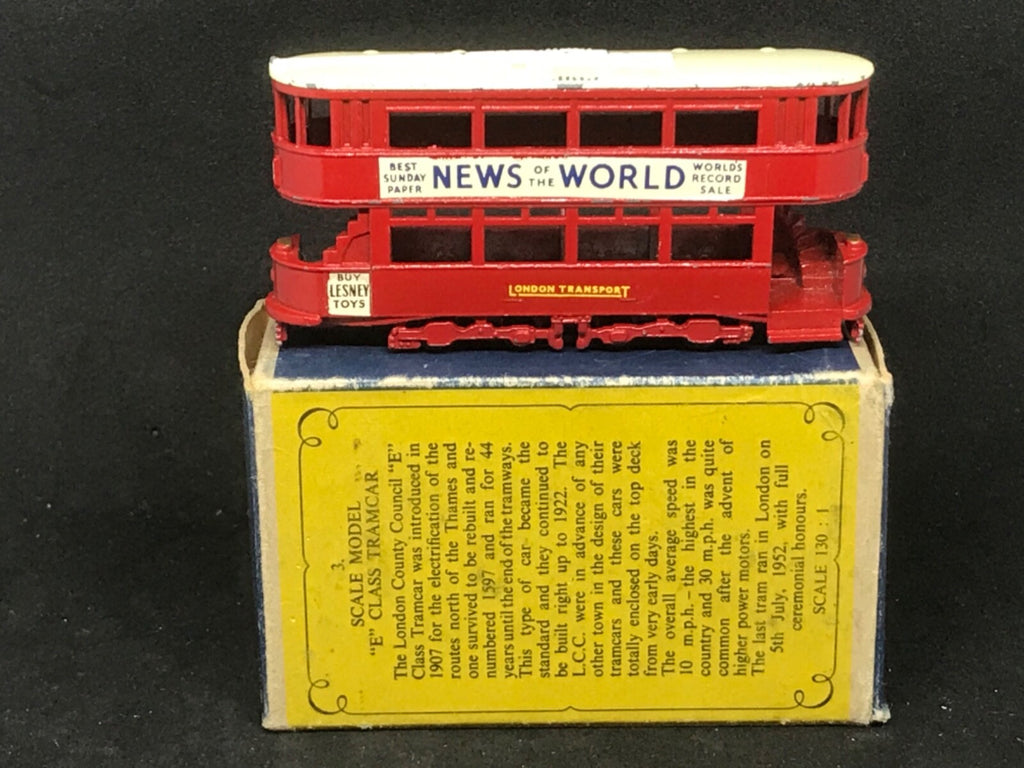 BEST
SUNDAY
PAPER
NEWS OF THE WORLD
WORLDS
RECORD
SALE
BUY
LESNEY
TOYS
LONDON TRANSPORT
3.
SCALE MODEL
"E" CLASS TRAMCAR
The London County Council "E"
Class Tramcar was introduced in
1907 for the electrification of the
routes north of the Thames and
one survived to be rebuilt and re-
numbered 1597 and ran for 44
years until the end of the tramways.
This type of car became the
standard and they continued to
be built right up to 1922. The
L.C.C. were in advance of any
other town in the design of their
tramcars and these cars were
totally enclosed on the top deck
from very early days.
The overall average speed was
10 m.p.h. – the highest in the
country and 30 m.p.h. was quite
common after the advent of
higher power motors.
The last tram ran in London on
5th July, 1952, with full
ceremonial honours.
SCALE 130 : 1